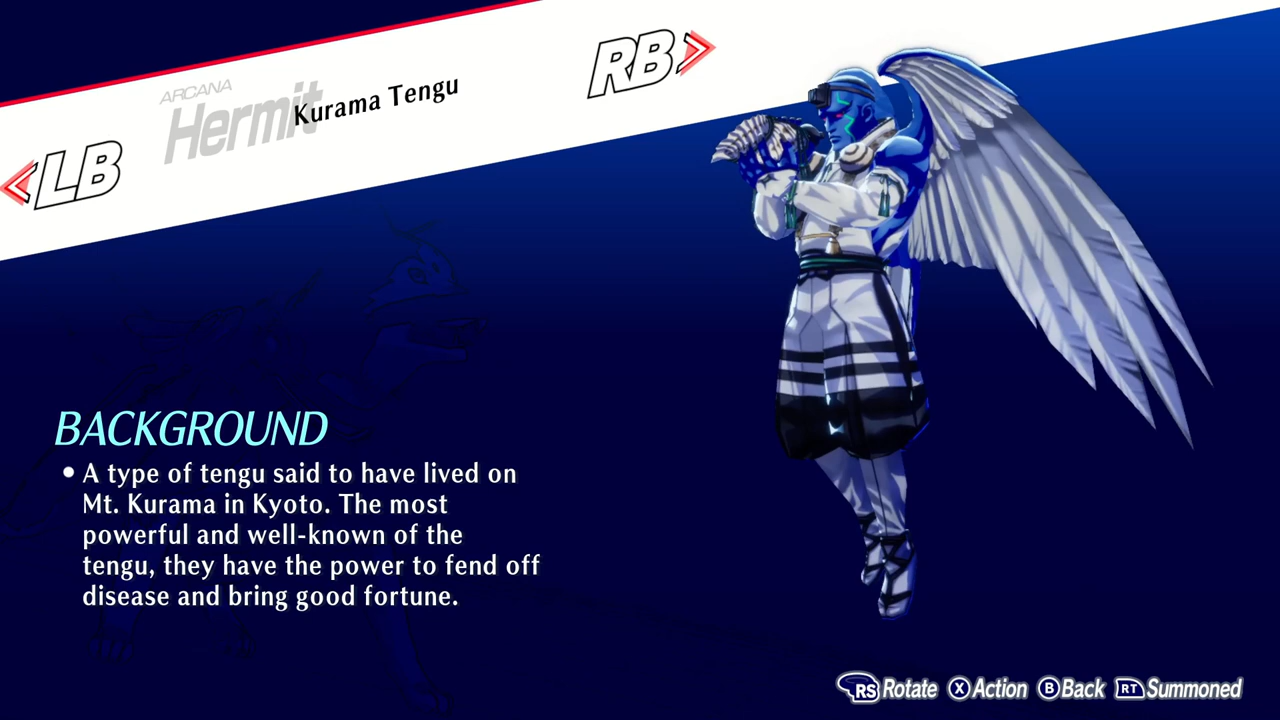 ARCANA
Hermit
Kurama Tengu
LB
RB
BACKGROUND
• A type of tengu said to have lived on
Mt. Kurama in Kyoto. The most
powerful and well-known of the
tengu, they have the power to fend off
disease and bring good fortune.
RS Rotate X Action B Back RT Summoned